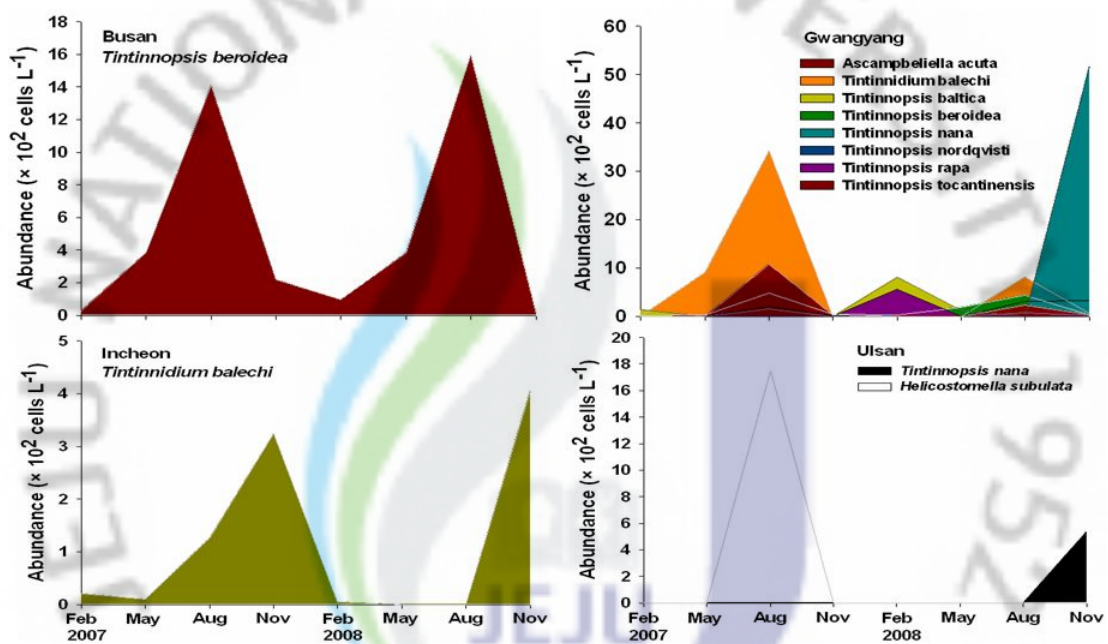 Busan
Tintinnopsis beroidea
Abundance (× 10² cells L⁻¹)
18
16
14
12
10
8
6
4
2
0
Gwangyang
Ascampbeliella acuta
Tintinnidium balechi
Tintinnopsis baltica
Tintinnopsis beroidea
Tintinnopsis nana
Tintinnopsis nordqvisti
Tintinnopsis rapa
Tintinnopsis tocantinensis
Abundance (× 10² cells L⁻¹)
60
50
40
30
20
10
0
Incheon
Tintinnidium balechi
Abundance (× 10² cells L⁻¹)
5
4
3
2
1
0
Feb May Aug Nov Feb May Aug Nov
2007 2008
Ulsan
Tintinnopsis nana
Helicostomella subulata
Abundance (× 10² cells L⁻¹)
20
18
16
14
12
10
8
6
4
2
0
Feb May Aug Nov Feb May Aug Nov
2007 2008
JEJU NATIONAL
1952
JEJU